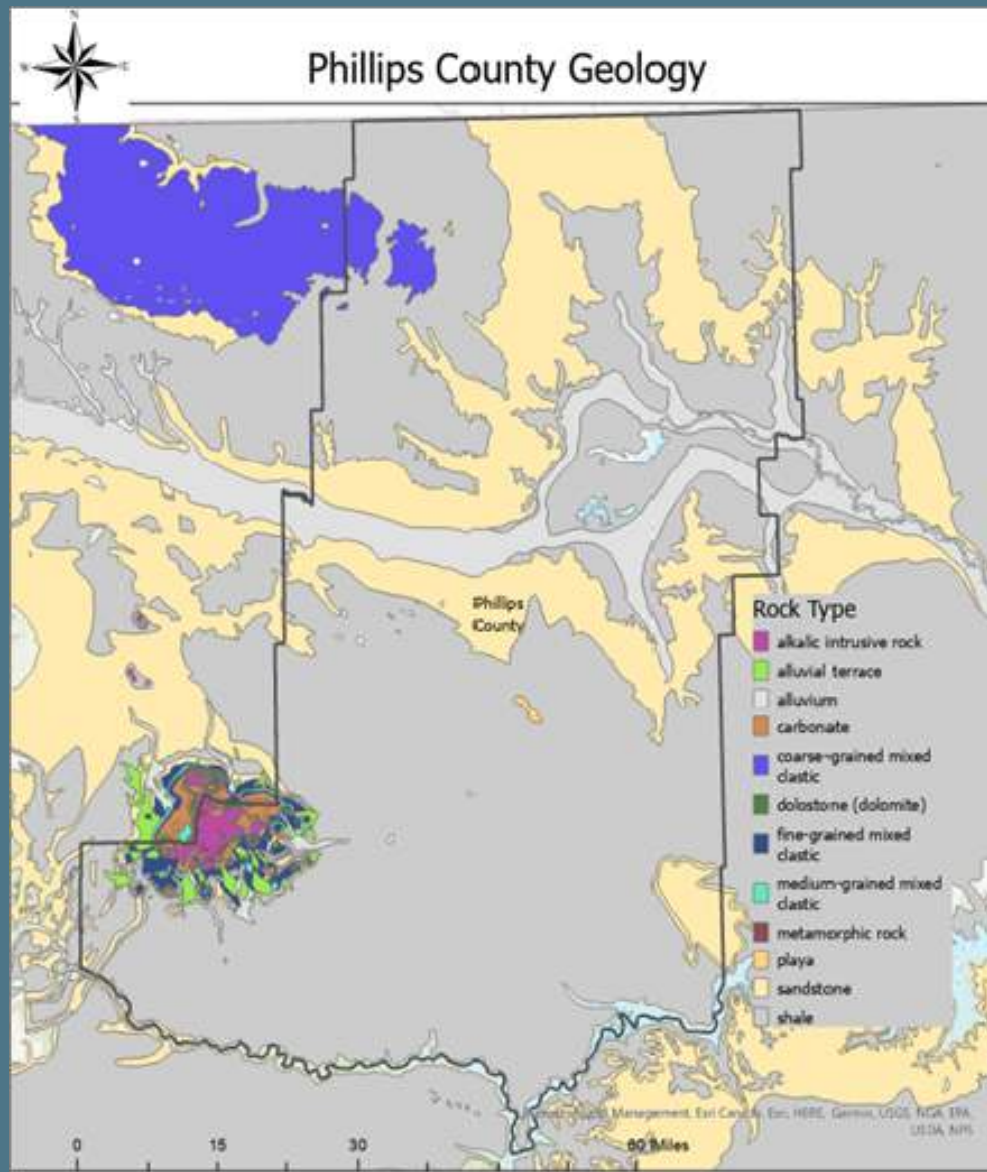 N
W
E
S
Phillips County Geology
Phillips
County
Rock Type
alkalic intrusive rock
alluvial terrace
alluvium
carbonate
coarse-grained mixed
clastic
dolostone (dolomite)
fine-grained mixed
clastic
medium-grained mixed
clastic
metamorphic rock
playa
sandstone
shale
Management, Esri Canada, Esri, HERE, Garmin, USGS, NGA, EPA,
USDA, NPS
0 15 30 60 Miles